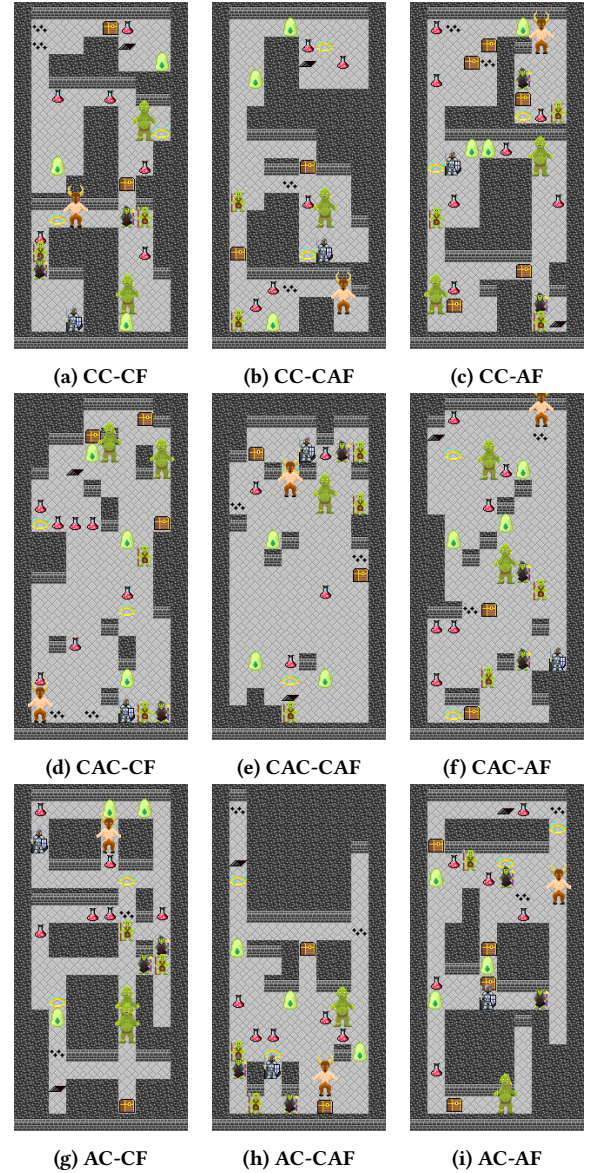 (a) CC-CF
(b) CC-CAF
(c) CC-AF
(d) CAC-CF
(e) CAC-CAF
(f) CAC-AF
(g) AC-CF
(h) AC-CAF
(i) AC-AF